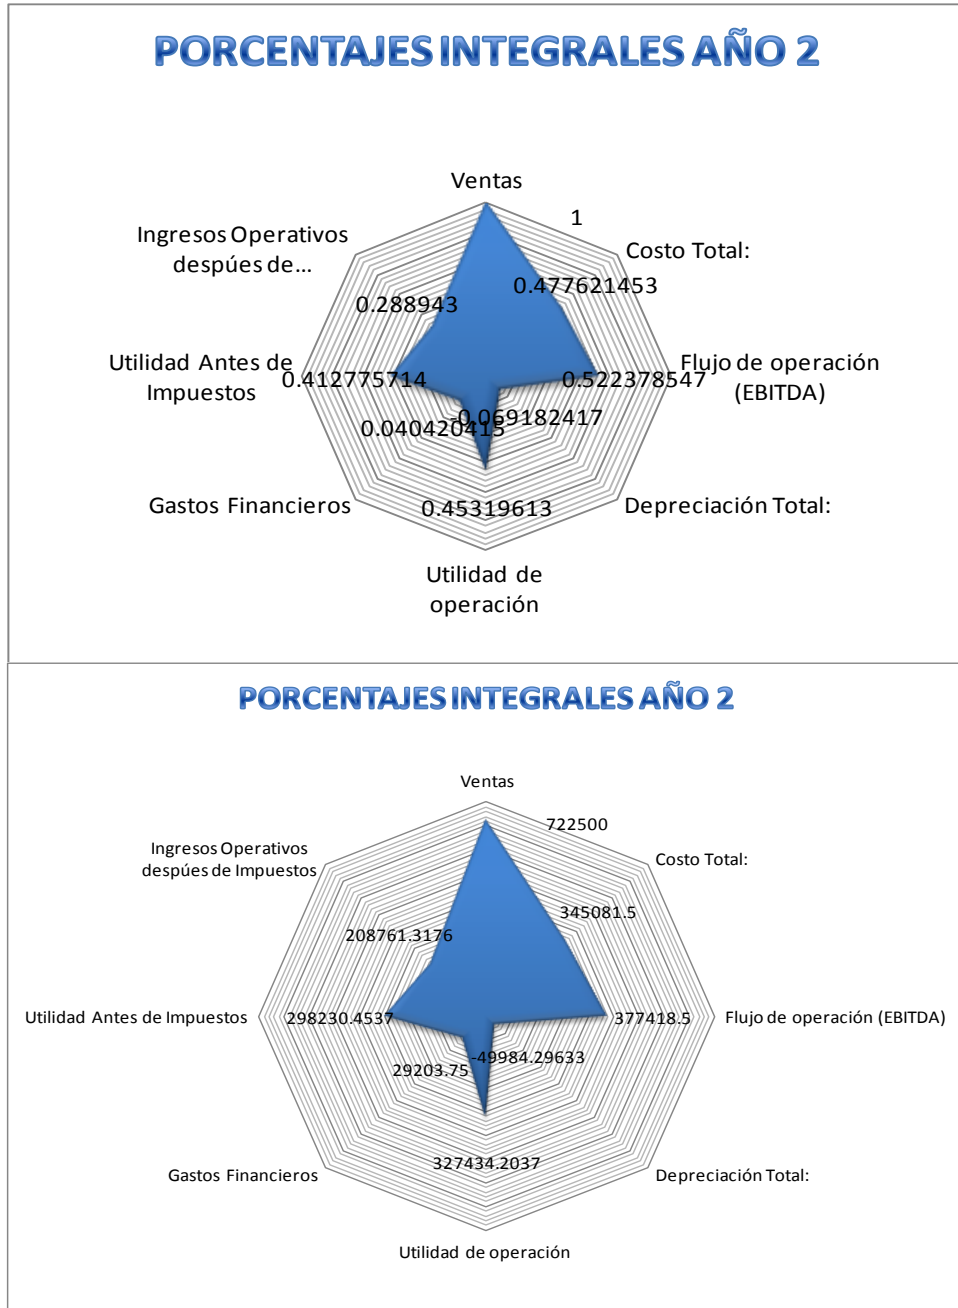 PORCENTAJES INTEGRALES AÑO 2
Ventas
1
Ingresos Operativos
despúes de...
Costo Total:
0.477621453
0.288943
Utilidad Antes de
Impuestos
0.412775714
0.522378547
Flujo de operación
(EBITDA)
-0.069182417
0.040420415
Gastos Financieros
Depreciación Total:
0.45319613
Utilidad de
operación
PORCENTAJES INTEGRALES AÑO 2
Ventas
722500
Ingresos Operativos
despúes de Impuestos
Costo Total:
345081.5
208761.3176
Utilidad Antes de Impuestos
298230.4537
377418.5
Flujo de operación (EBITDA)
-49984.29633
29203.75
327434.2037
Gastos Financieros
Depreciación Total:
Utilidad de operación